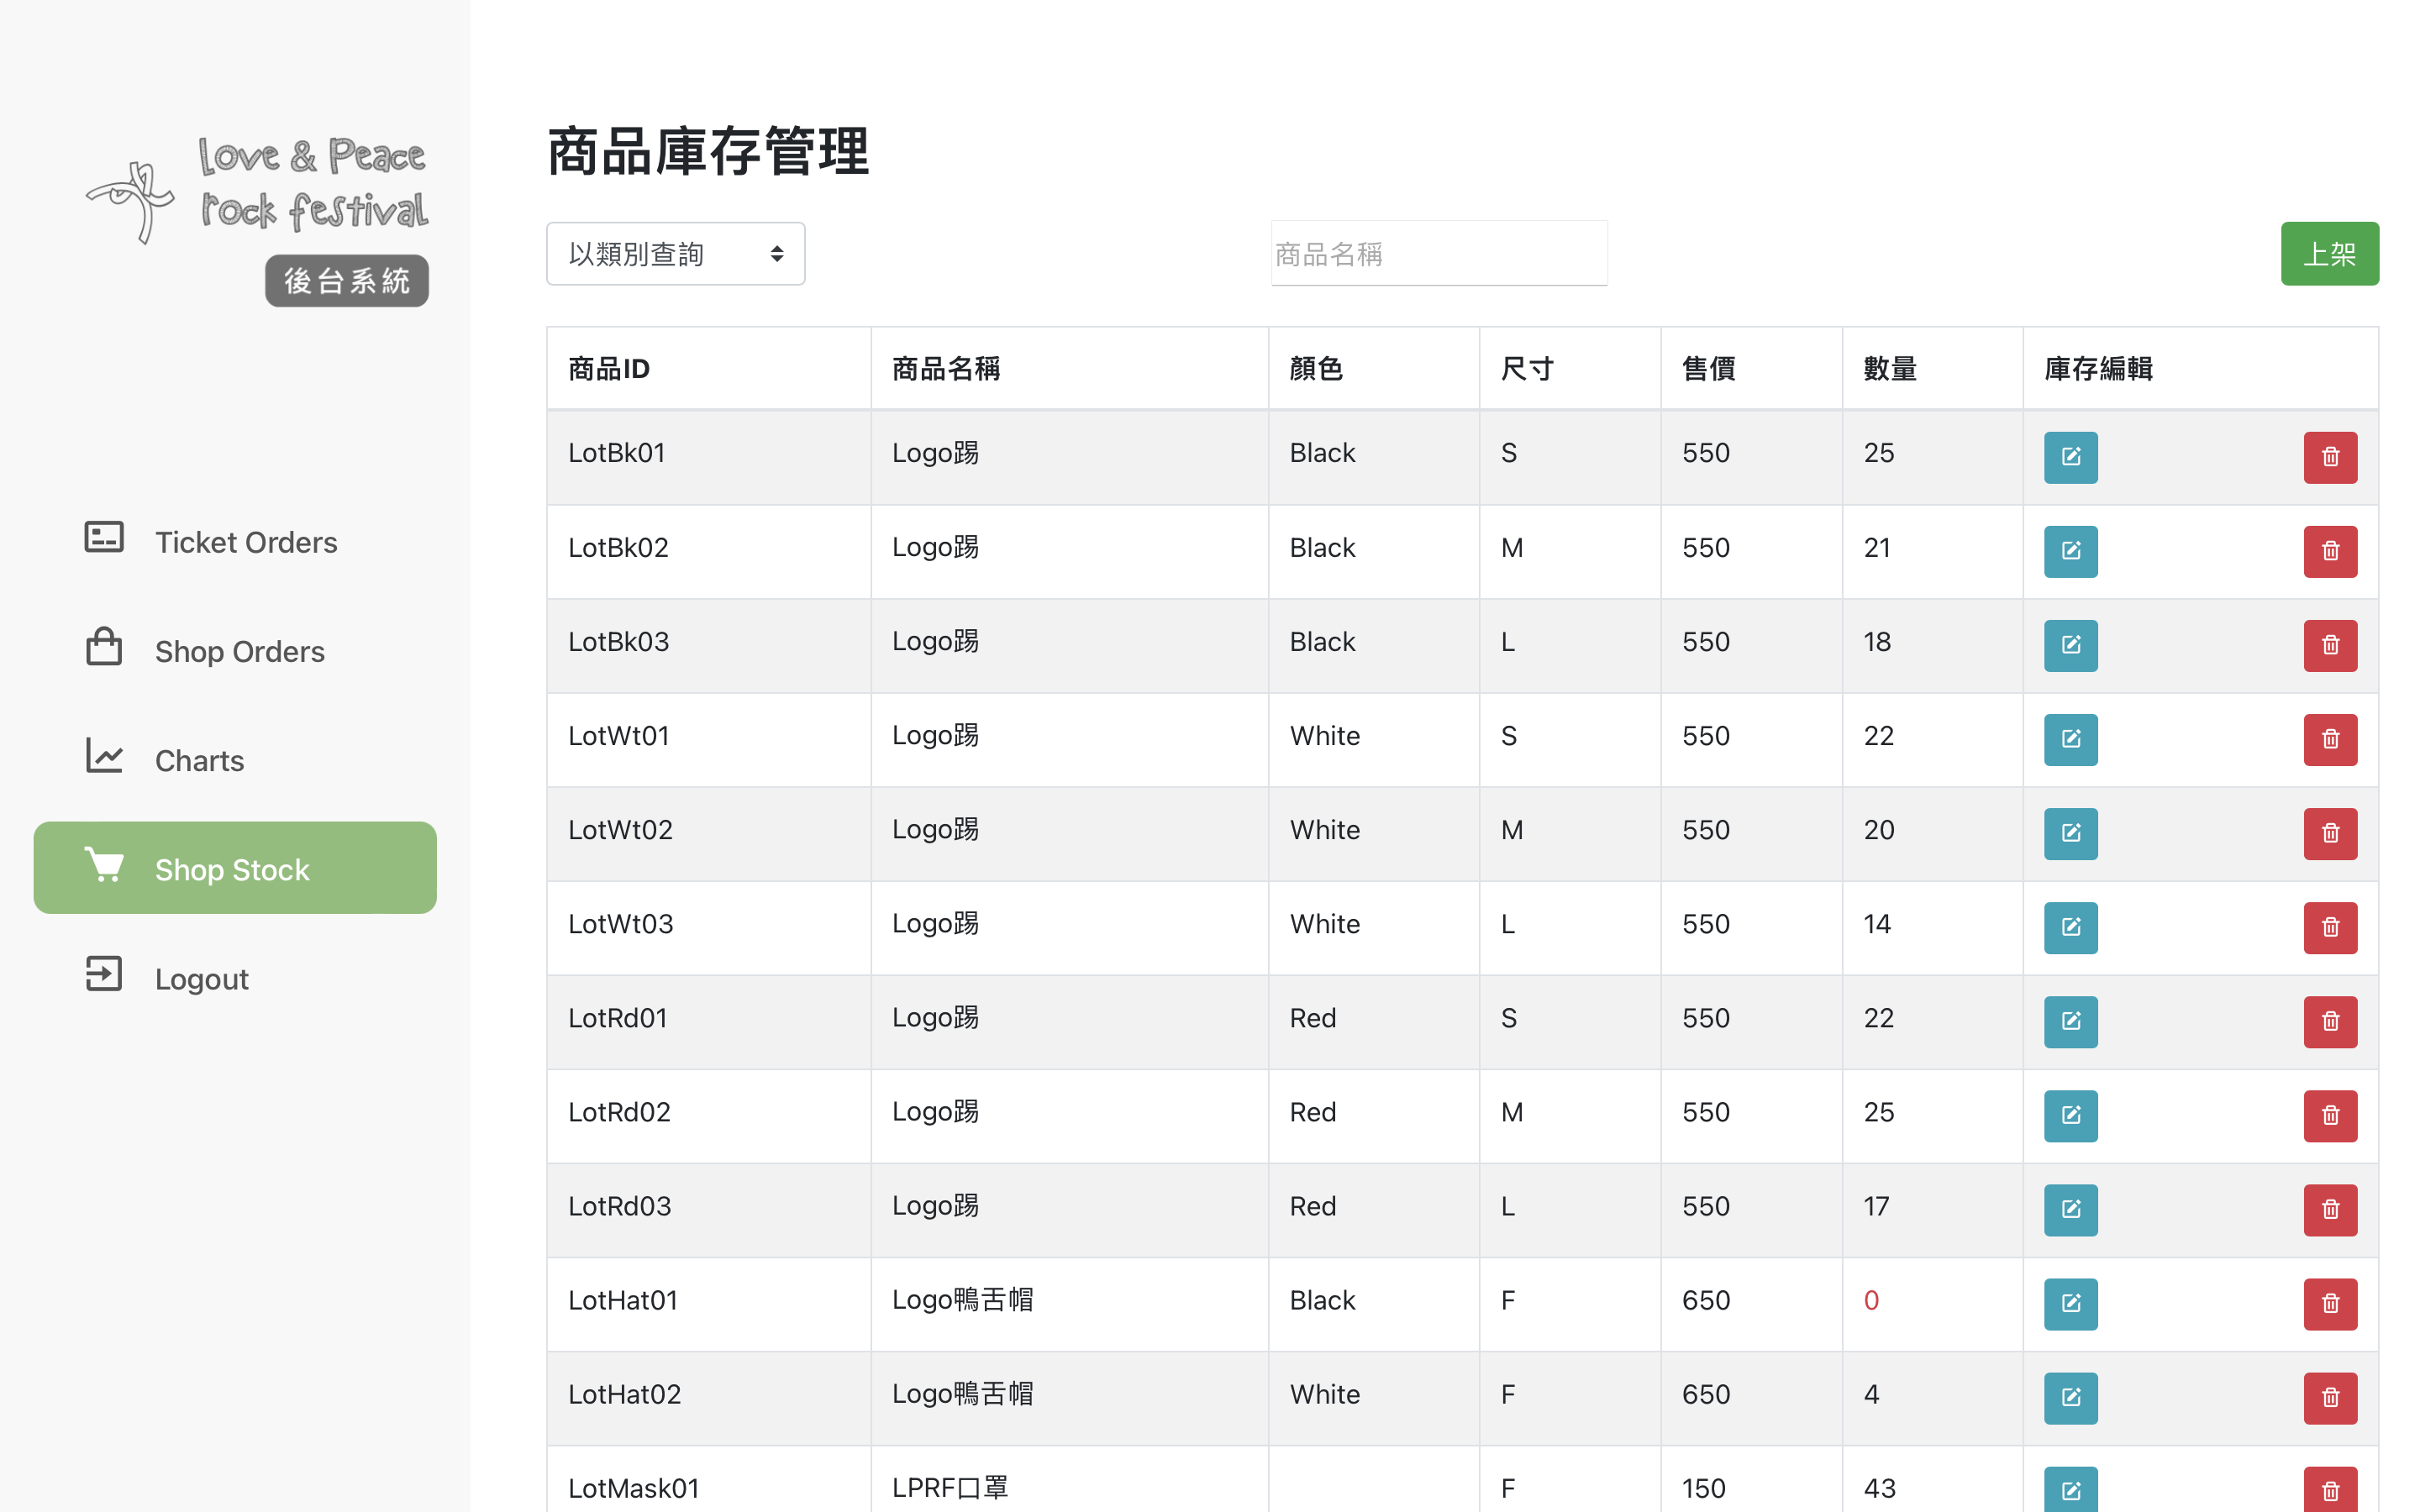 Love & Peace
rock festival
後台系統
Ticket Orders
Shop Orders
Charts
Shop Stock
Logout
商品庫存管理
以類別查詢 商品名稱 上架
商品ID 商品名稱 顏色 尺寸 售價 數量 庫存編輯
LotBk01 Logo踢 Black S 550 25
LotBk02 Logo踢 Black M 550 21
LotBk03 Logo踢 Black L 550 18
LotWt01 Logo踢 White S 550 22
LotWt02 Logo踢 White M 550 20
LotWt03 Logo踢 White L 550 14
LotRd01 Logo踢 Red S 550 22
LotRd02 Logo踢 Red M 550 25
LotRd03 Logo踢 Red L 550 17
LotHat01 Logo鴨舌帽 Black F 650 0
LotHat02 Logo鴨舌帽 White F 650 4
LotMask01 LPRF口罩 F 150 43